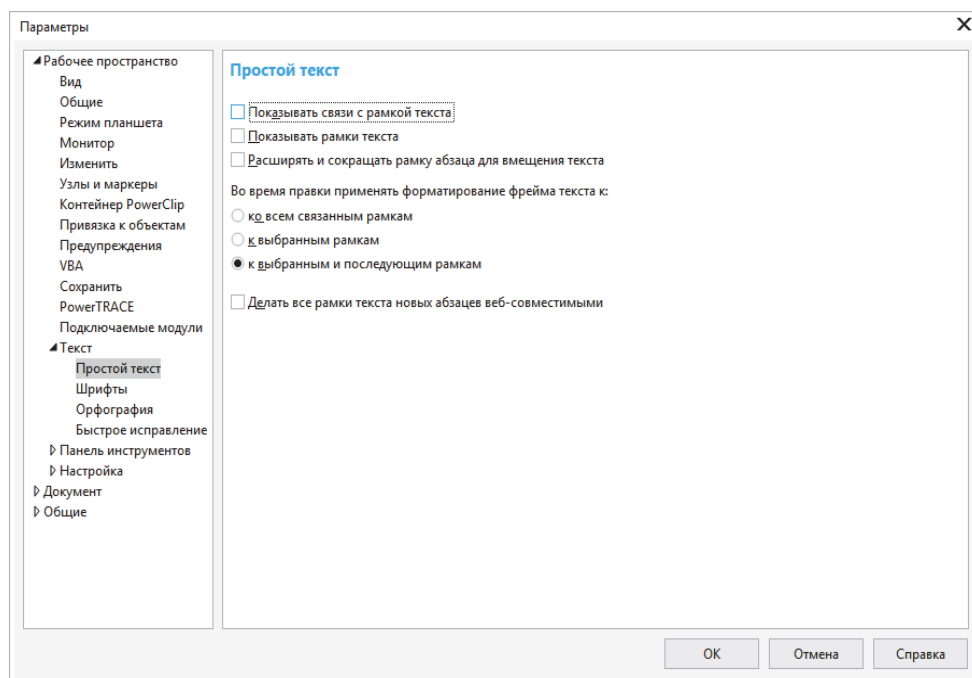 Параметры
Рабочее пространство
Вид
Общие
Режим планшета
Монитор
Изменить
Узлы и маркеры
Контейнер PowerClip
Привязка к объектам
Предупреждения
VBA
Сохранить
PowerTRACE
Подключаемые модули
Текст
Простой текст
Шрифты
Орфография
Быстрое исправление
Панель инструментов
Настройка
Документ
Общие
Простой текст
Показывать связи с рамкой текста
Показывать рамки текста
Расширять и сокращать рамку абзаца для вмещения текста
Во время правки применять форматирование фрейма текста к:
ко всем связанным рамкам
к выбранным рамкам
к выбранным и последующим рамкам
Делать все рамки текста новых абзацев веб-совместимыми
ОК
Отмена
Справка